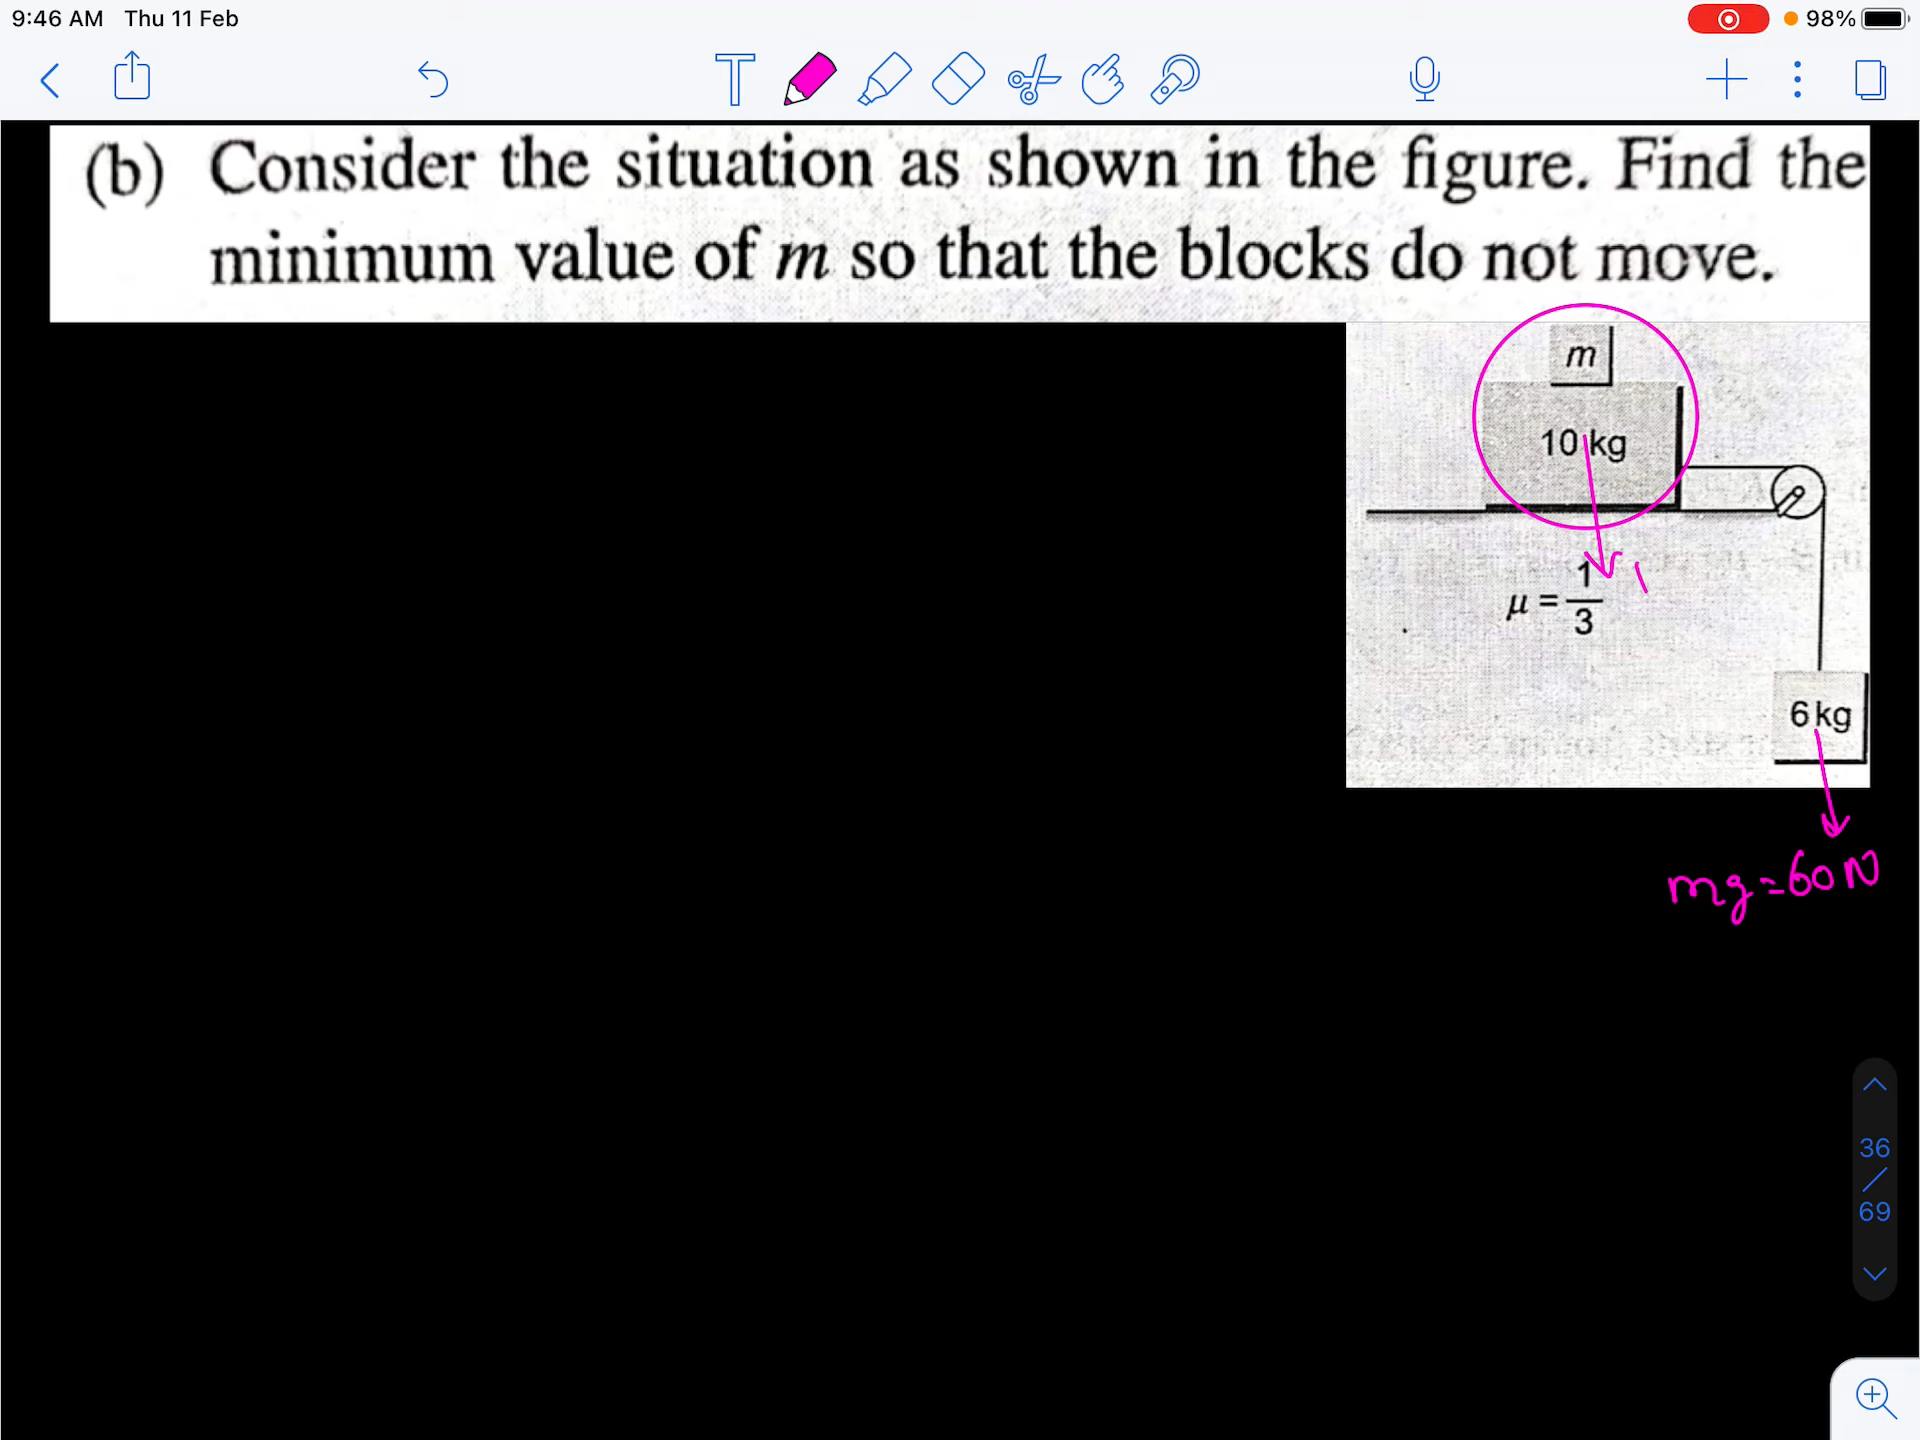 9:46 AM Thu 11 Feb
98%
(b) Consider the situation as shown in the figure. Find the
minimum value of m so that the blocks do not move.
m
10 kg
μ = 1/3
6 kg
mg = 60 N
36
69